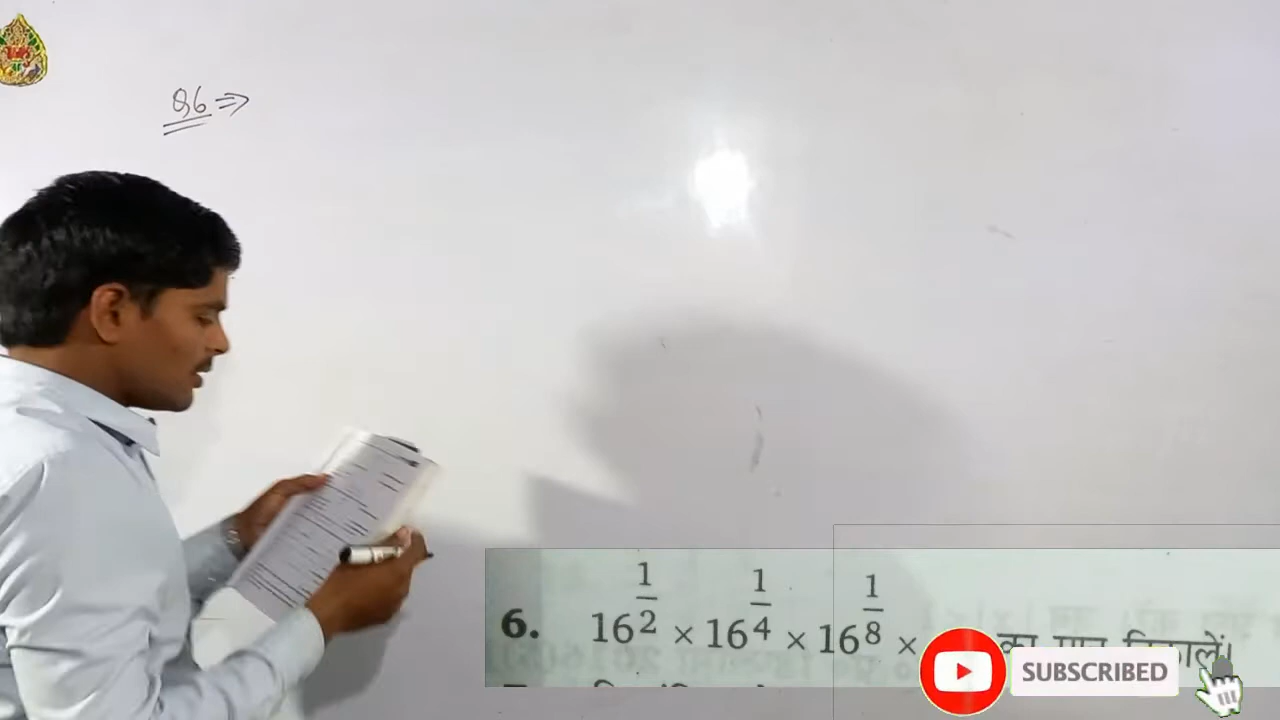 Q6 ⇒
6. 16^{1/2} × 16^{1/4} × 16^{1/8} × का मान निकालें।
SUBSCRIBED